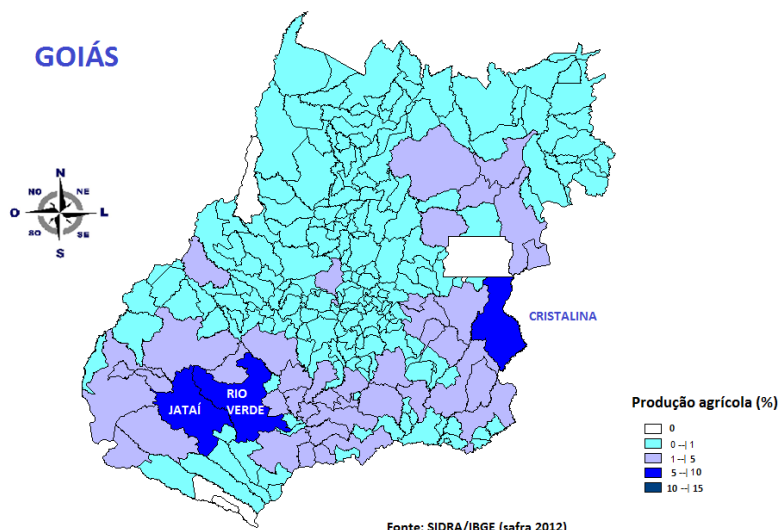 GOIÁS
N
NO
NE
O
L
SO
SE
S
CRISTALINA
JATAÍ
RIO
VERDE
Produção agrícola (%)
0
0 --| 1
1 --| 5
5 --| 10
10 --| 15
Fonte: SIDRA/IBGE (safra 2012)